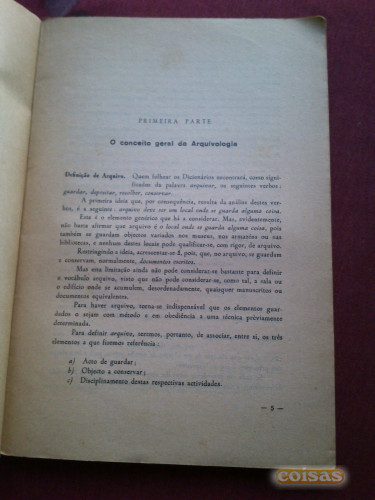 PRIMEIRA PARTE
O conceito geral de Arquivologia
Definição de Arquivo. Quem folhear os Dicionários encontrará, como signi-
ficados da palavra arquivar, os seguintes verbos:
guardar, depositar, recolher, conservar...
A primeira ideia que, por consequência, resulta da análise destes ver-
bos, é a seguinte: arquivo deve ser um local onde se guarda alguma coisa.
Este é o elemento genérico que há a considerar. Mas, evidentemente,
não basta afirmar que arquivo é o local onde se guarda alguma coisa, pois
também se guardam objectos variados nos museus, nos armazéns ou nas
bibliotecas, e nenhum destes locais pode qualificar-se, com rigor, de arquivo.
Restringindo a ideia, acrescentar-se-á, pois, que, no arquivo, se guardam
e conservam, normalmente, documentos escritos.
Mas esta limitação ainda não pode considerar-se bastante para definir
o vocábulo arquivo, visto não pode considerar-se, como tal, a sala ou
o edifício onde se acumulem, desordenadamente, quaisquer manuscritos ou
documentos equivalentes.
Para haver arquivo, torna-se indispensável que os elementos guar-
dados o sejam com método e em obediência a uma técnica préviamente
determinada.
Para definir arquivo, teremos, portanto, de associar, entre si, os três
elementos a que fizemos referência:
a) Acto de guardar;
b) Objecto a conservar;
c) Disciplinamento destas respectivas actividades.
— 5 —
coisas